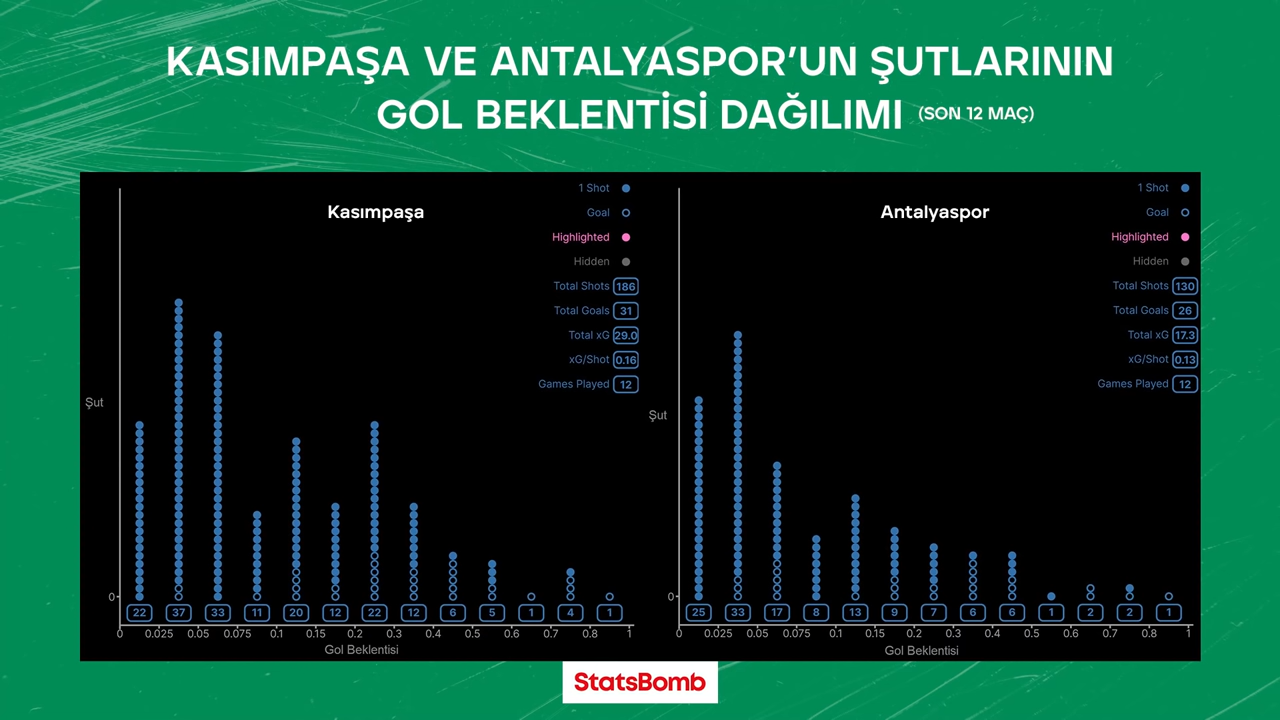 KASIMPAŞA VE ANTALYASPOR'UN ŞUTLARININ
GOL BEKLENTİSİ DAĞILIMI (SON 12 MAÇ)
Kasımpaşa
1 Shot
Goal
Highlighted
Hidden
Total Shots 186
Total Goals 31
Total xG 29.0
xG/Shot 0.16
Games Played 12
Şut
0
22 37 33 11 20 12 22 12 6 5 1 4 1
0 0.025 0.05 0.075 0.1 0.15 0.2 0.3 0.4 0.5 0.6 0.7 0.8 1
Gol Beklentisi
Antalyaspor
1 Shot
Goal
Highlighted
Hidden
Total Shots 130
Total Goals 26
Total xG 17.3
xG/Shot 0.13
Games Played 12
Şut
0
25 33 17 8 13 9 7 6 6 1 2 2 1
0 0.025 0.05 0.075 0.1 0.15 0.2 0.3 0.4 0.5 0.6 0.7 0.8 1
Gol Beklentisi
StatsBomb